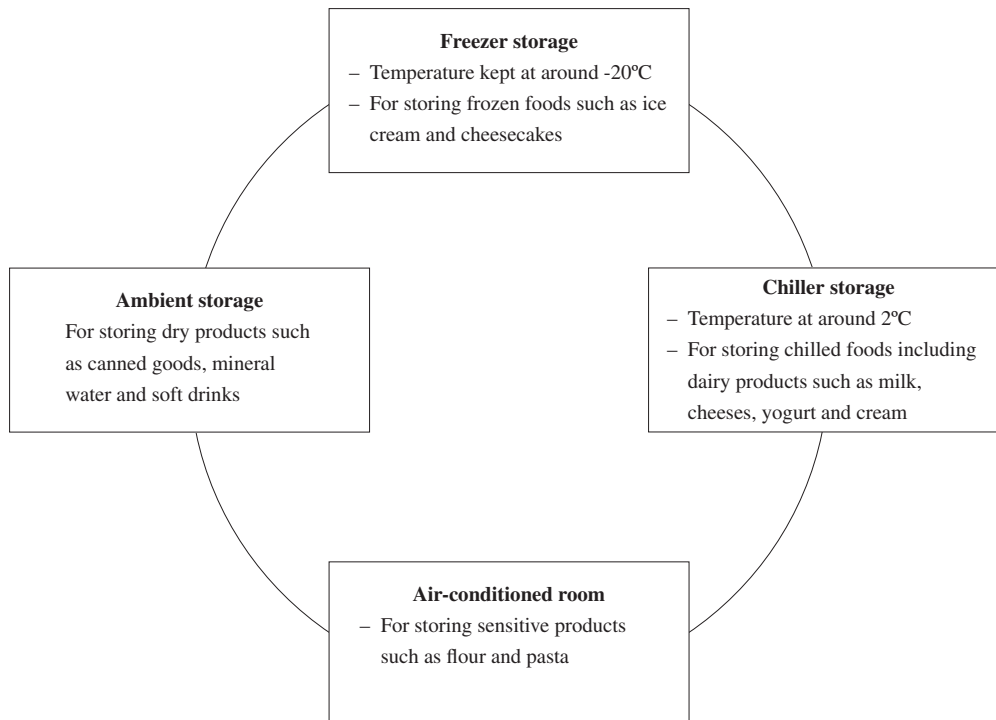 Freezer storage
– Temperature kept at around -20ºC
– For storing frozen foods such as ice
cream and cheesecakes
Ambient storage
For storing dry products such
as canned goods, mineral
water and soft drinks
Chiller storage
– Temperature at around 2ºC
– For storing chilled foods including
dairy products such as milk,
cheeses, yogurt and cream
Air-conditioned room
– For storing sensitive products
such as flour and pasta